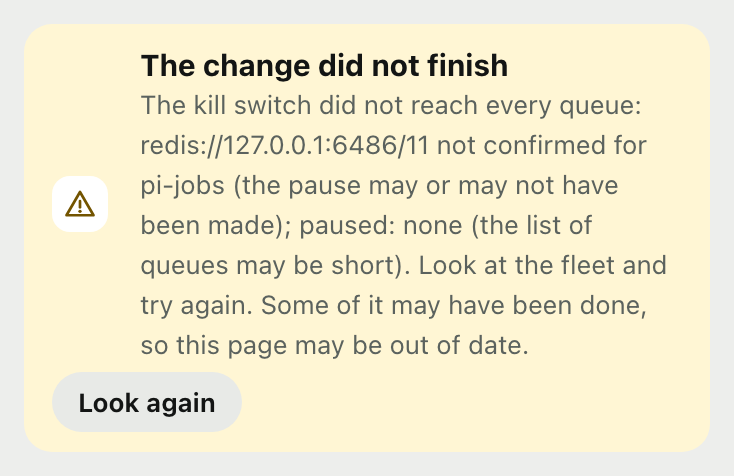 The change did not finish
The kill switch did not reach every queue:
redis://127.0.0.1:6486/11 not confirmed for
pi-jobs (the pause may or may not have
been made); paused: none (the list of
queues may be short). Look at the fleet and
try again. Some of it may have been done,
so this page may be out of date.
Look again